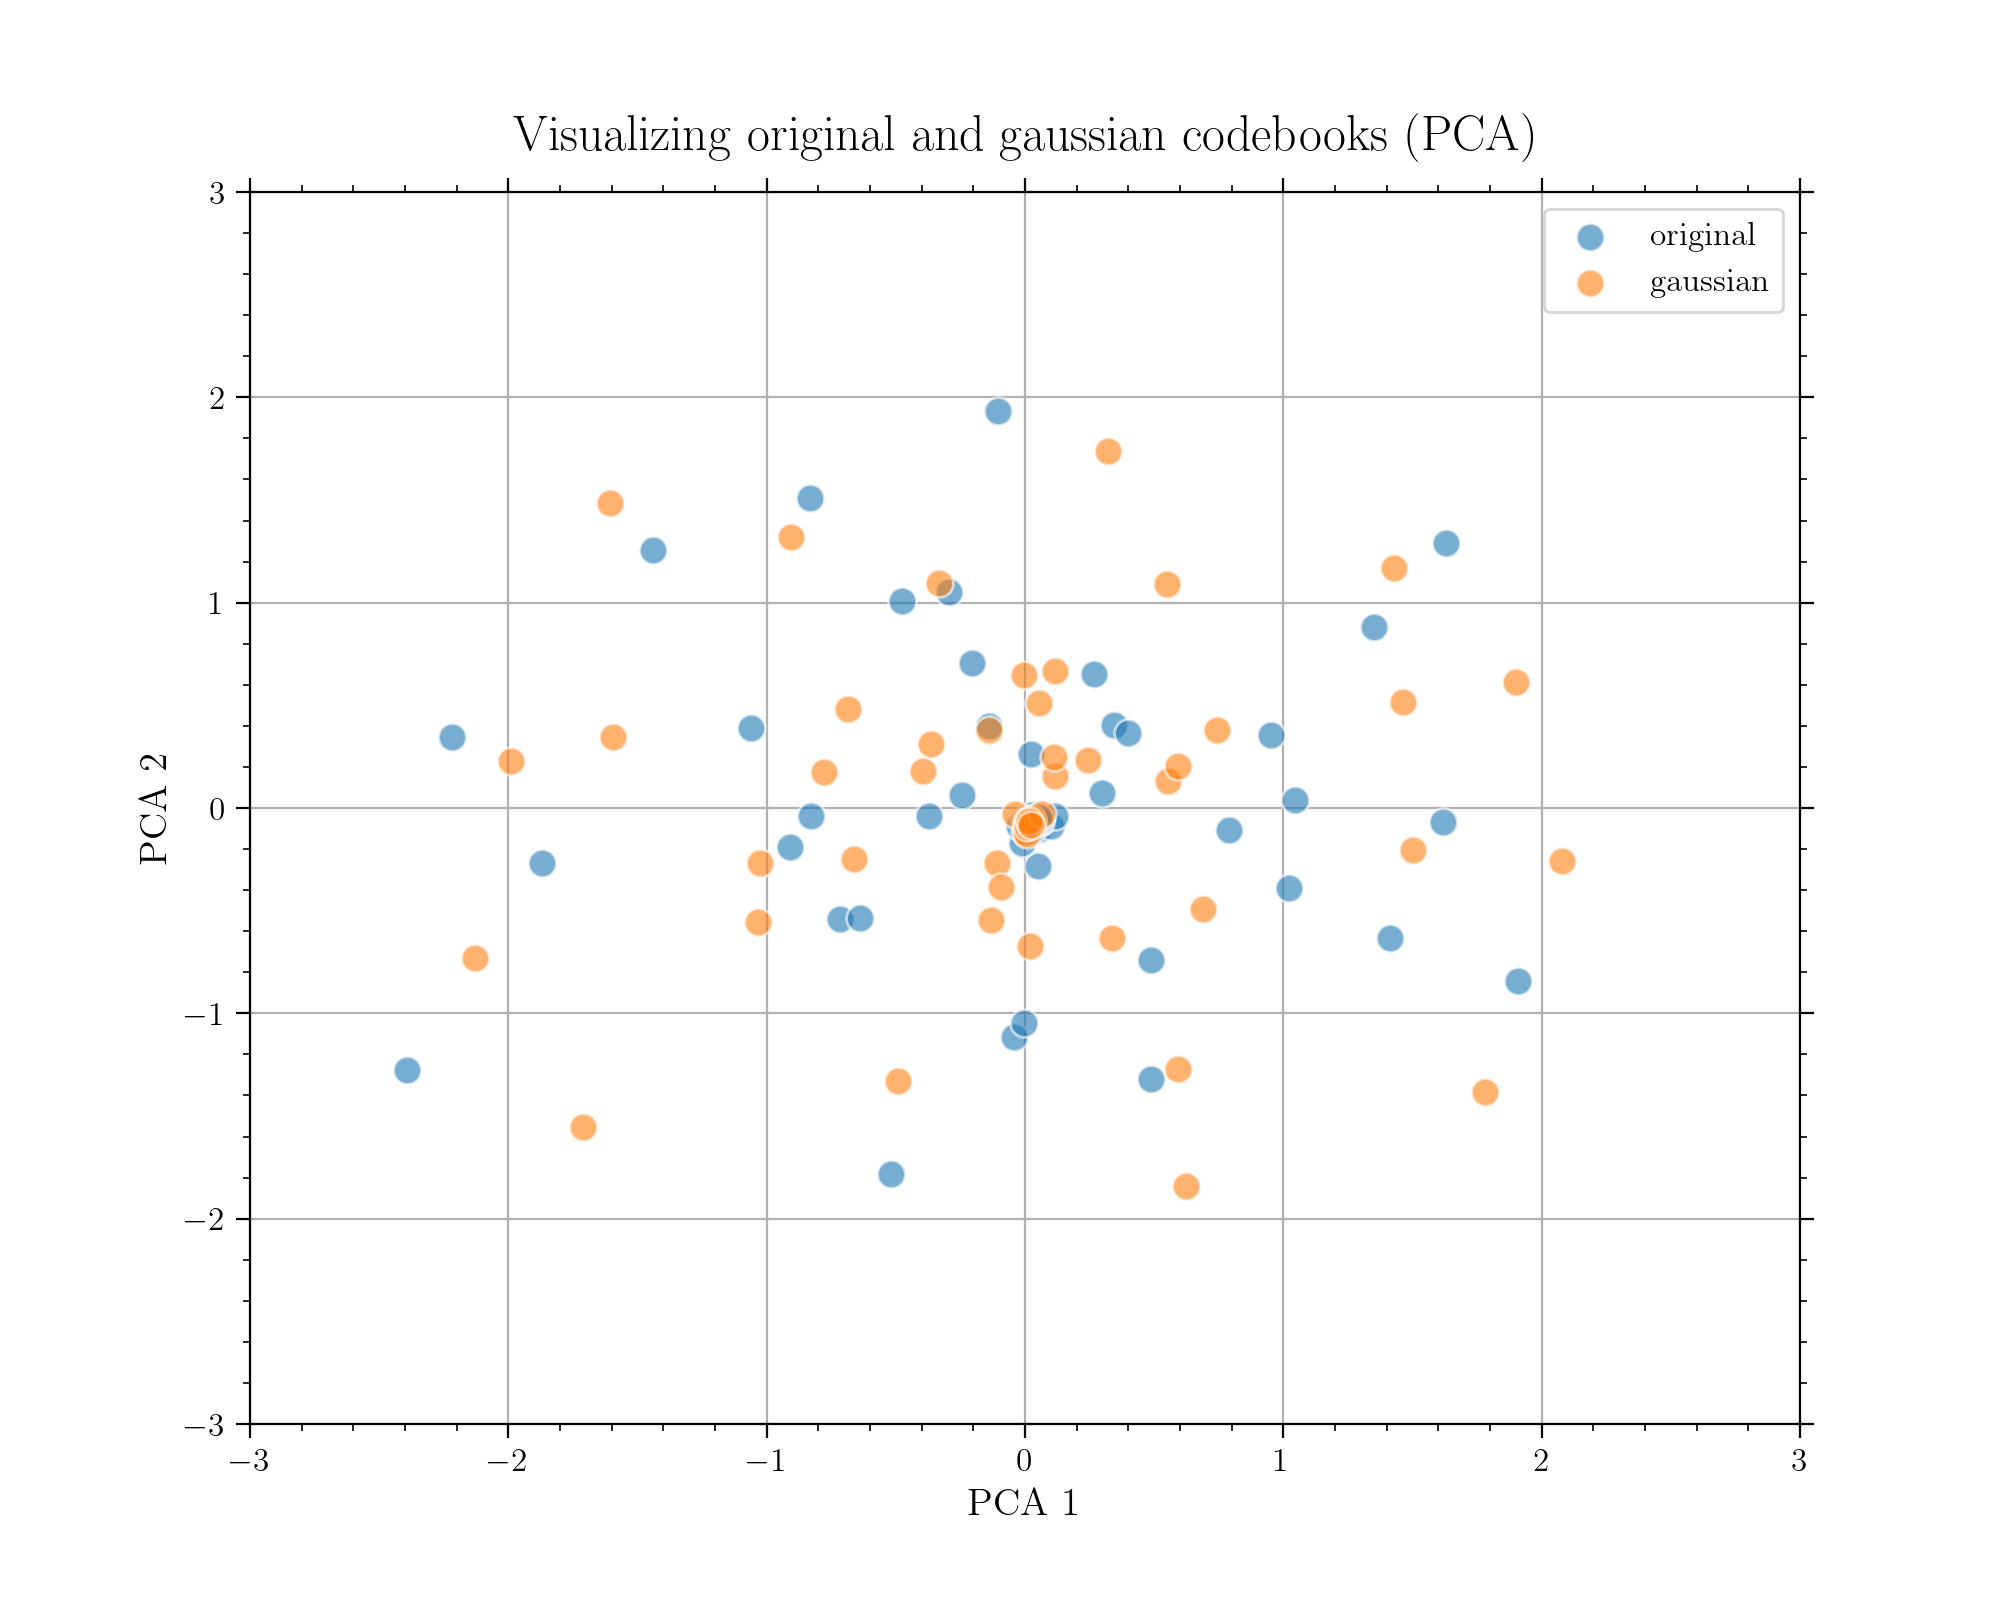 Visualizing original and gaussian codebooks (PCA)
original
gaussian
3
2
1
0
−1
−2
−3
PCA 2
−3
−2
−1
0
1
2
3
PCA 1